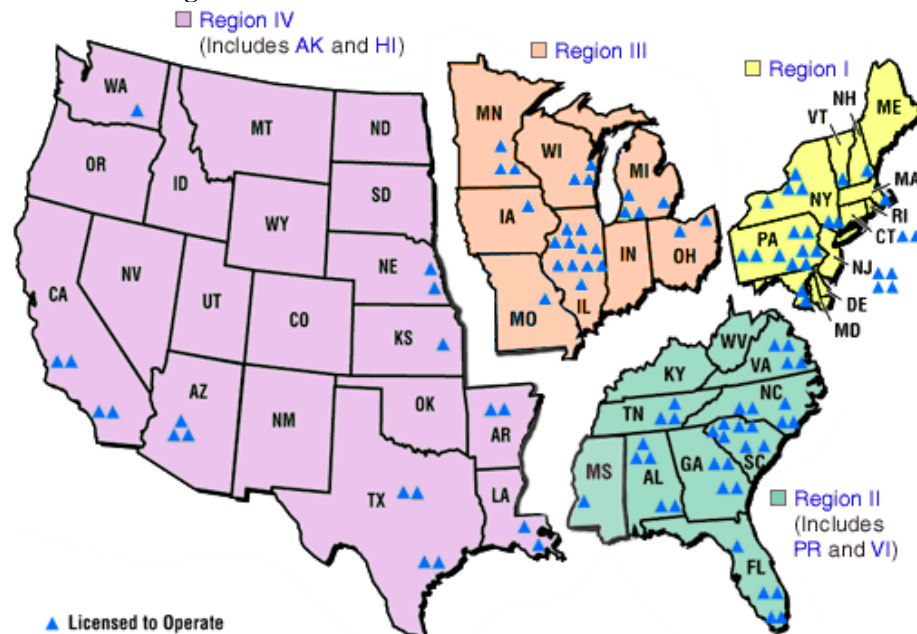 Region IV
(Includes AK and HI)
Region III
Region I
WA
MT
ND
MN
WI
MI
VT
NH
ME
OR
ID
SD
WY
IA
NY
MA
RI
CT
NE
NV
UT
CA
CO
KS
MO
IL
IN
OH
PA
NJ
DE
MD
AZ
NM
OK
AR
TX
LA
WV
VA
KY
TN
NC
SC
MS
AL
GA
FL
Region II
(Includes
PR and VI)
Licensed to Operate